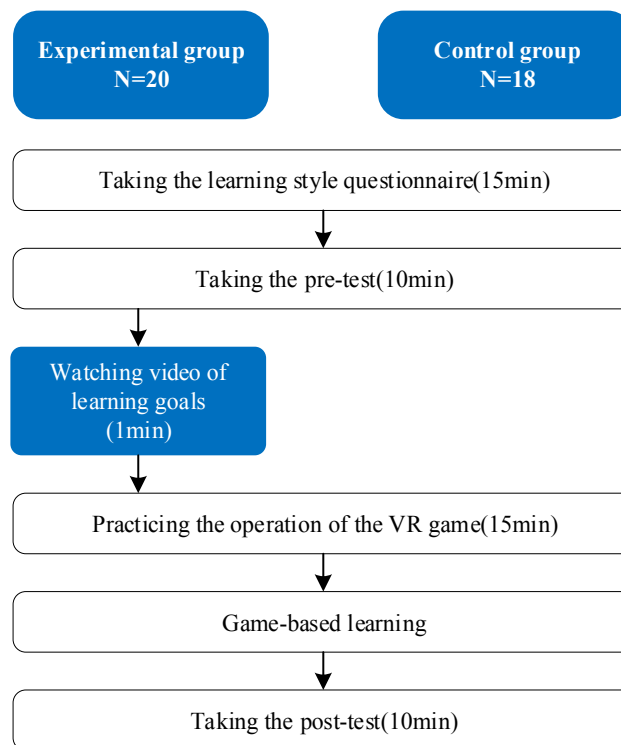 Experimental group
N=20
Control group
N=18
Taking the learning style questionnaire(15min)
Taking the pre-test(10min)
Watching video of
learning goals
(1min)
Practicing the operation of the VR game(15min)
Game-based learning
Taking the post-test(10min)